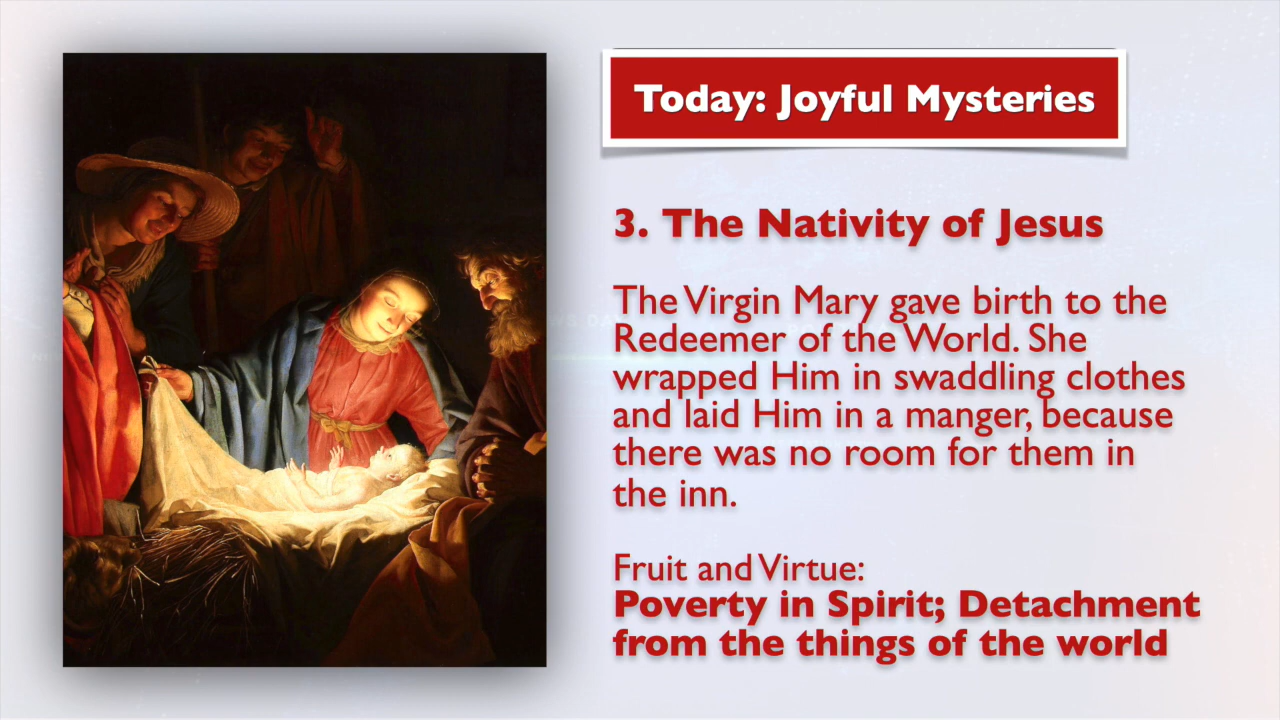 Today: Joyful Mysteries
3. The Nativity of Jesus
The Virgin Mary gave birth to the
Redeemer of the World. She
wrapped Him in swaddling clothes
and laid Him in a manger, because
there was no room for them in
the inn.
Fruit and Virtue:
Poverty in Spirit; Detachment
from the things of the world